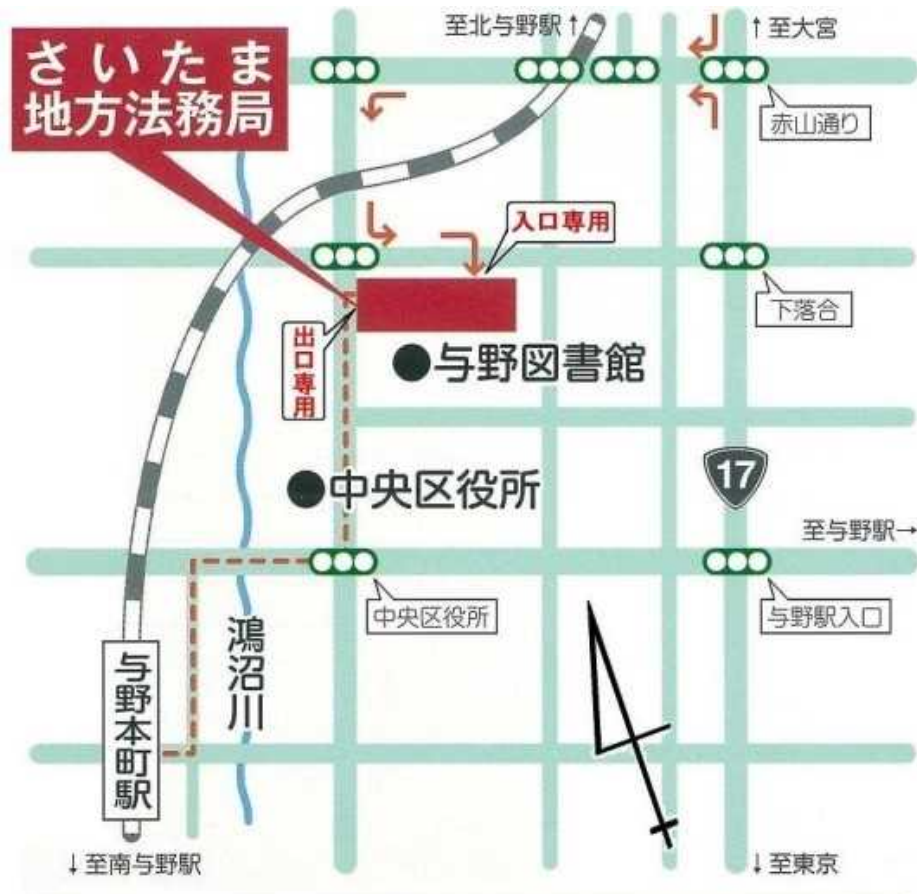 至北与野駅↑
↑至大宮
さいたま
地方法務局
赤山通り
入口専用
下落合
出口専用
●与野図書館
17
●中央区役所
至与野駅→
中央区役所
与野駅入口
鴻沼川
与野本町駅
↓至南与野駅
↓至東京